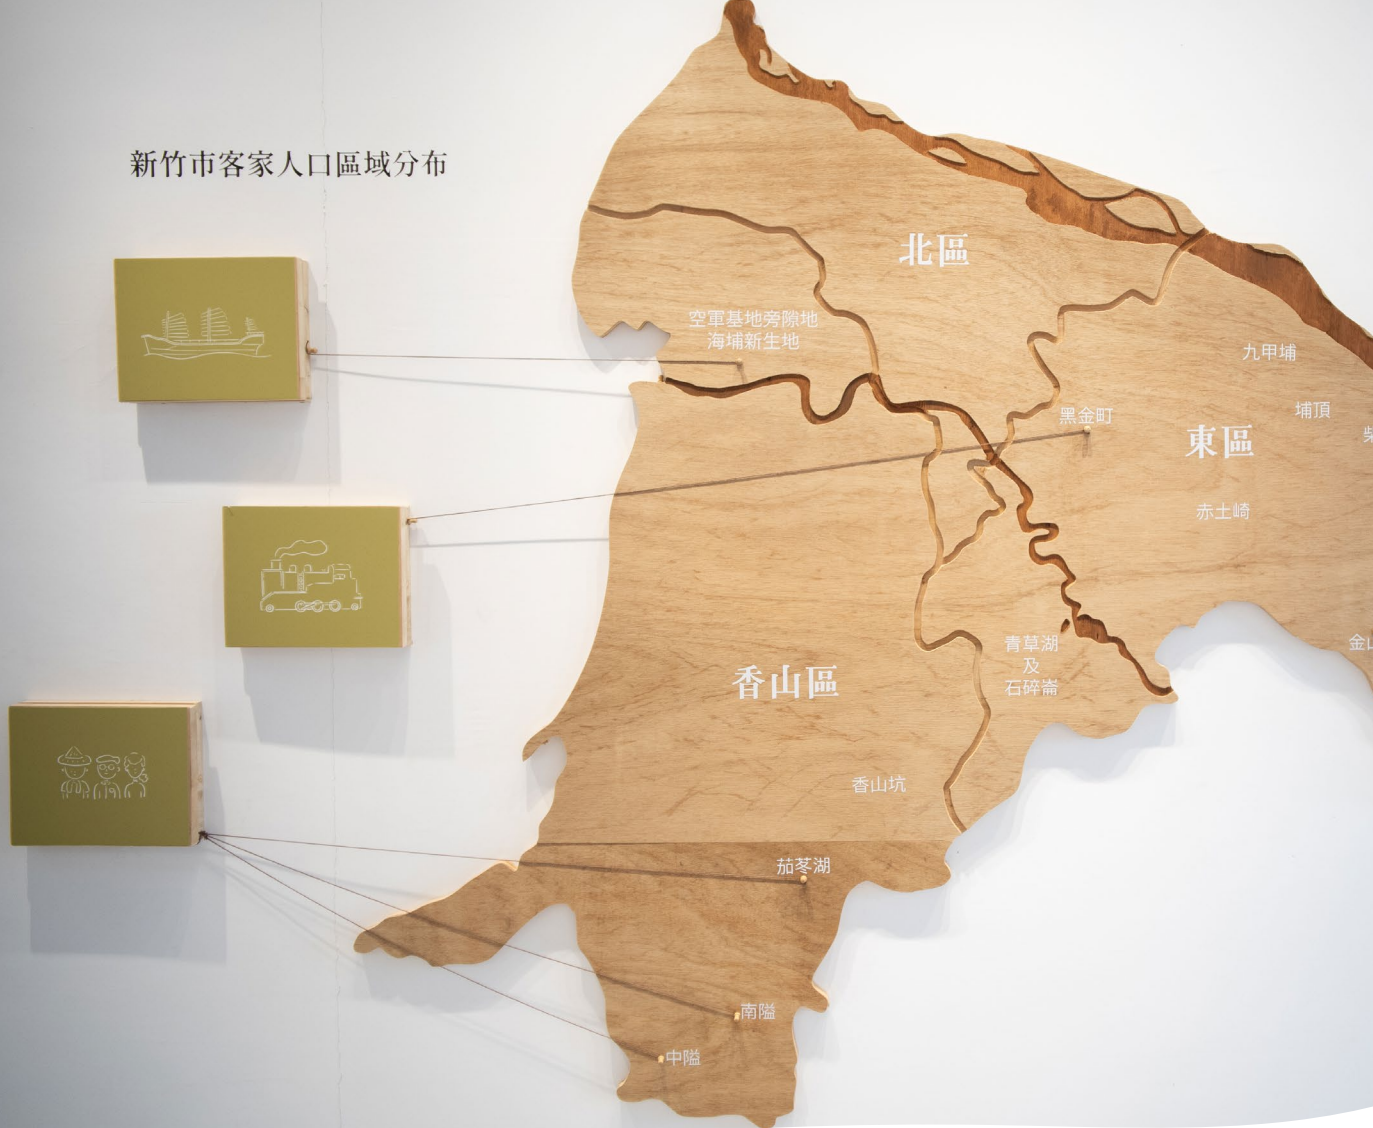 新竹市客家人口區域分布
北區
空軍基地旁隙地
海埔新生地
九甲埔
黑金町
埔頂
東區
赤土崎
青草湖
及
石碎崙
金山
香山區
香山坑
茄苳湖
南隘
中隘